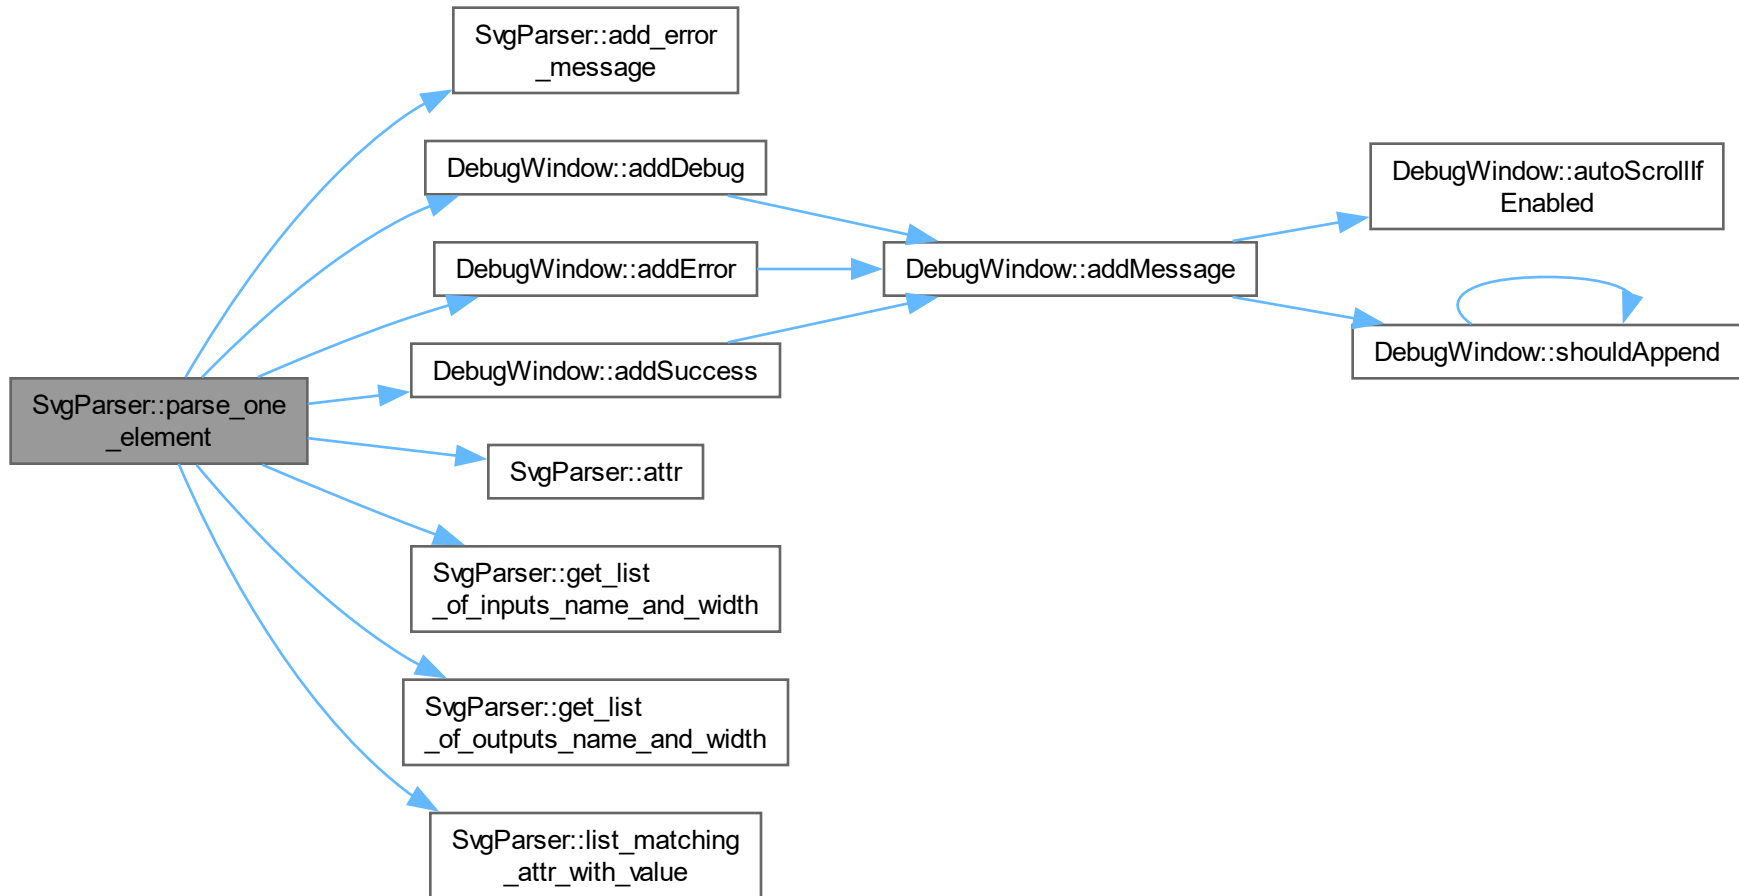 SvgParser::add_error
_message
DebugWindow::addDebug
DebugWindow::autoScrollIf
Enabled
DebugWindow::addError
DebugWindow::addMessage
DebugWindow::addSuccess
DebugWindow::shouldAppend
SvgParser::parse_one
_element
SvgParser::attr
SvgParser::get_list
_of_inputs_name_and_width
SvgParser::get_list
_of_outputs_name_and_width
SvgParser::list_matching
_attr_with_value